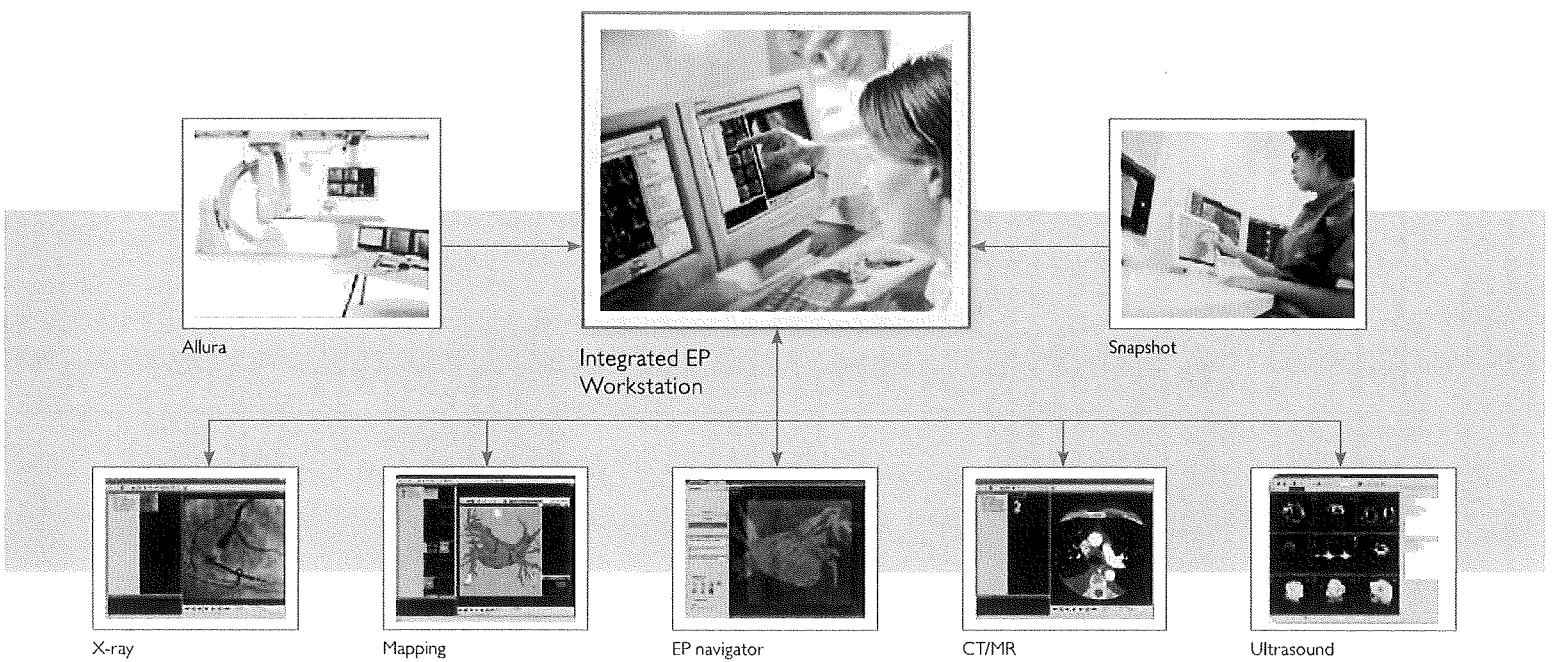 Allura
Integrated EP
Workstation
Snapshot
X-ray
Mapping
EP navigator
CT/MR
Ultrasound